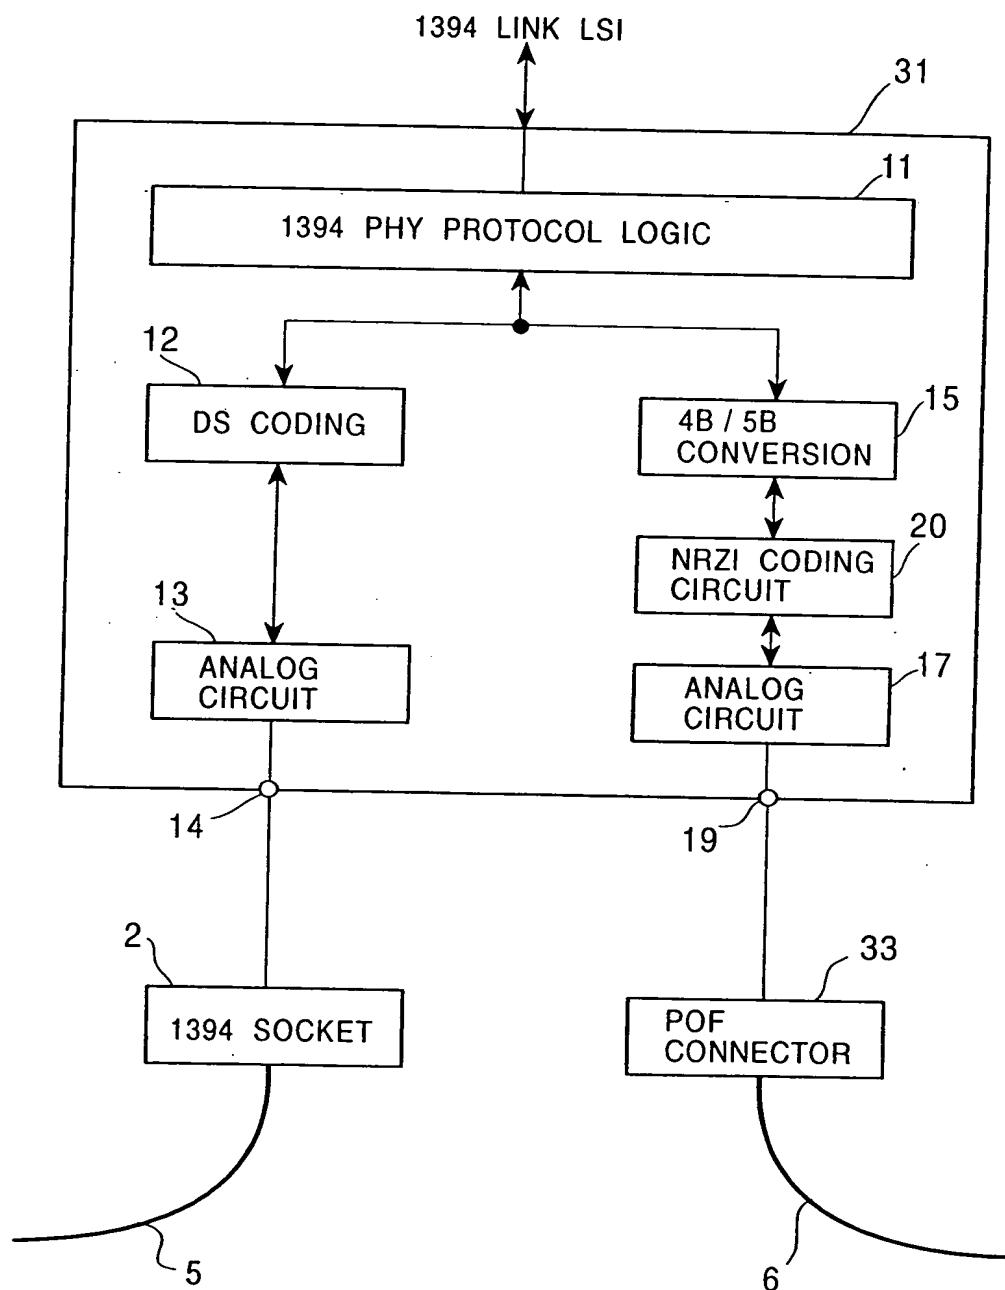 1394 LINK LSI
31
11
1394 PHY PROTOCOL LOGIC
12
DS CODING
15
4B / 5B
CONVERSION
20
NRZI CODING
CIRCUIT
13
ANALOG
CIRCUIT
17
ANALOG
CIRCUIT
14
19
2
1394 SOCKET
33
POF
CONNECTOR
5
6